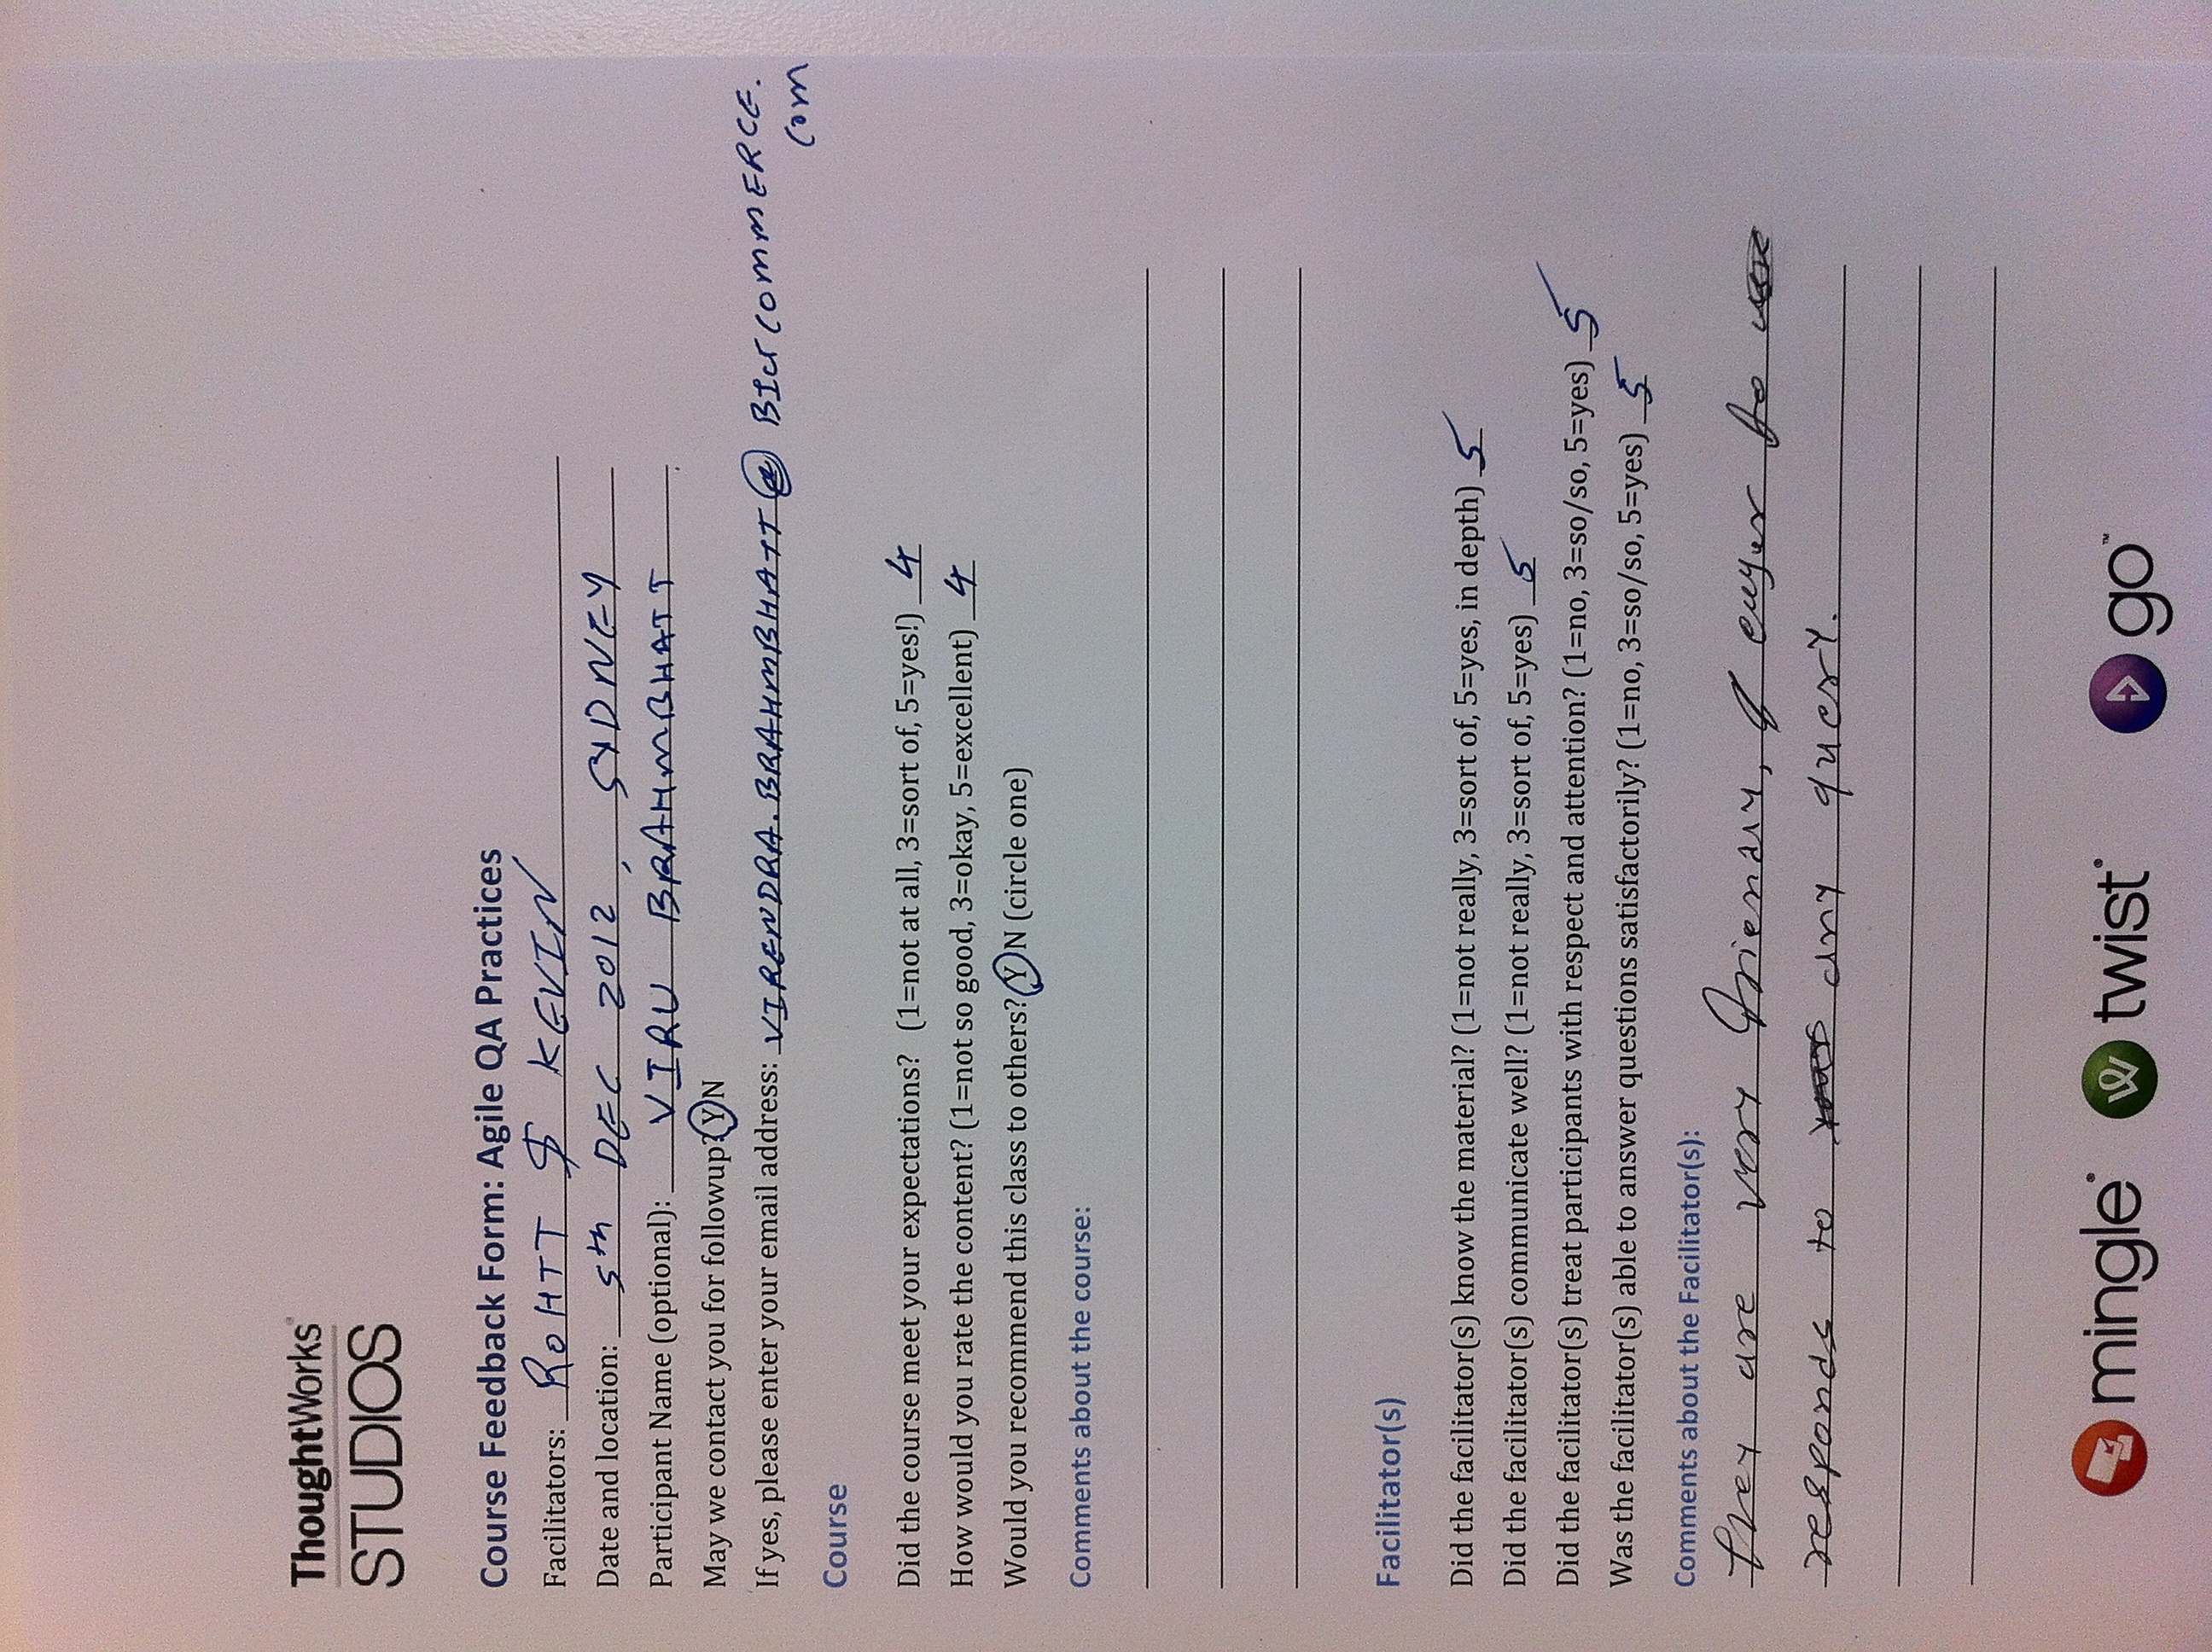 ThoughtWorks®
STUDIOS
Course Feedback Form: Agile QA Practices
Facilitators: ROHIT & KEVIN
Date and location: 5th DEC 2012, SYDNEY
Participant Name (optional): VIRU BRAHMBHATT
May we contact you for followup? Y N
If yes, please enter your email address: VIRENDRA.BRAHMBHATT@BIGCOMMERCE.
COM
Course
Did the course meet your expectations? (1=not at all, 3=sort of, 5=yes!) 4
How would you rate the content? (1=not so good, 3=okay, 5=excellent) 4
Would you recommend this class to others? Y N (circle one)
Comments about the course:
Facilitator(s)
Did the facilitator(s) know the material? (1=not really, 3=sort of, 5=yes, in depth) 5
Did the facilitator(s) communicate well? (1=not really, 3=sort of, 5=yes) 5
Did the facilitator(s) treat participants with respect and attention? (1=no, 3=so/so, 5=yes) 5
Was the facilitator(s) able to answer questions satisfactorily? (1=no, 3=so/so, 5=yes) 5
Comments about the Facilitator(s):
They are very friendly, & eager to
responds to any query.
mingle® twist® go™